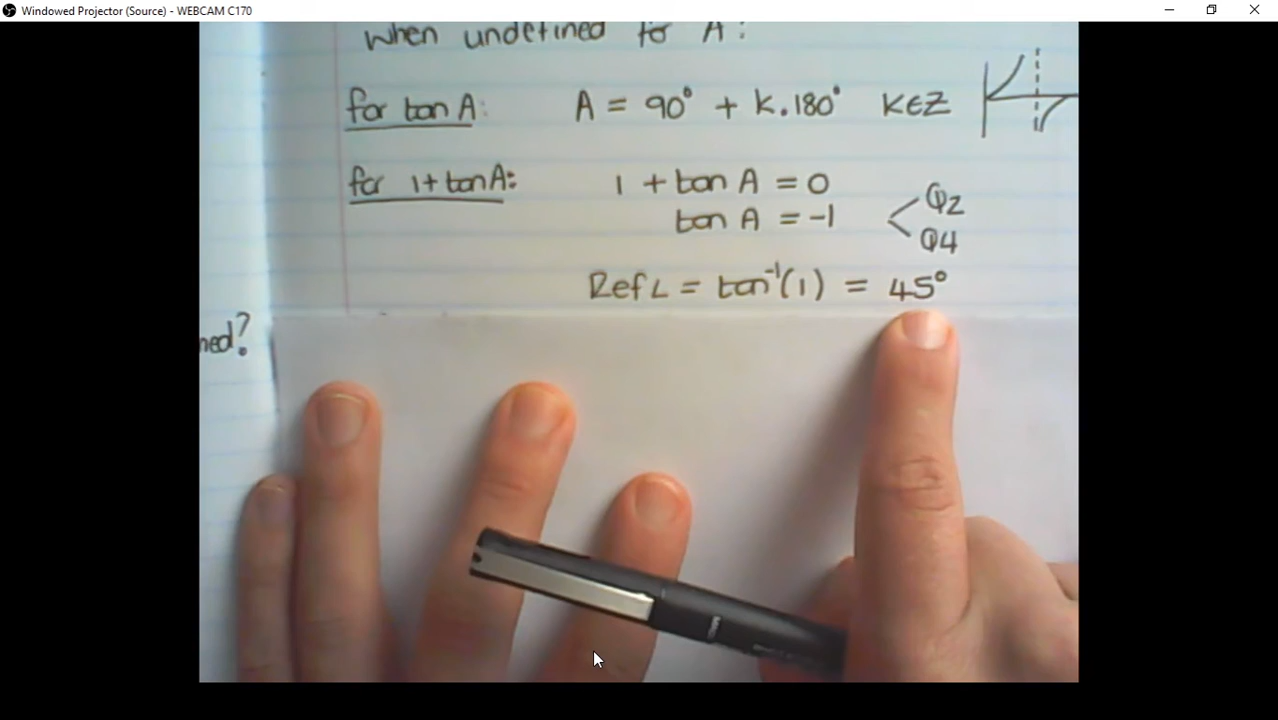 Windowed Projector (Source) - WEBCAM C170
when undefined for A:
for tan A: A = 90° + k.180° k∈Z
for 1 + tan A: 1 + tan A = 0
tan A = -1 < Q2
Q4
Ref∠ = tan⁻¹(1) = 45°
ned?